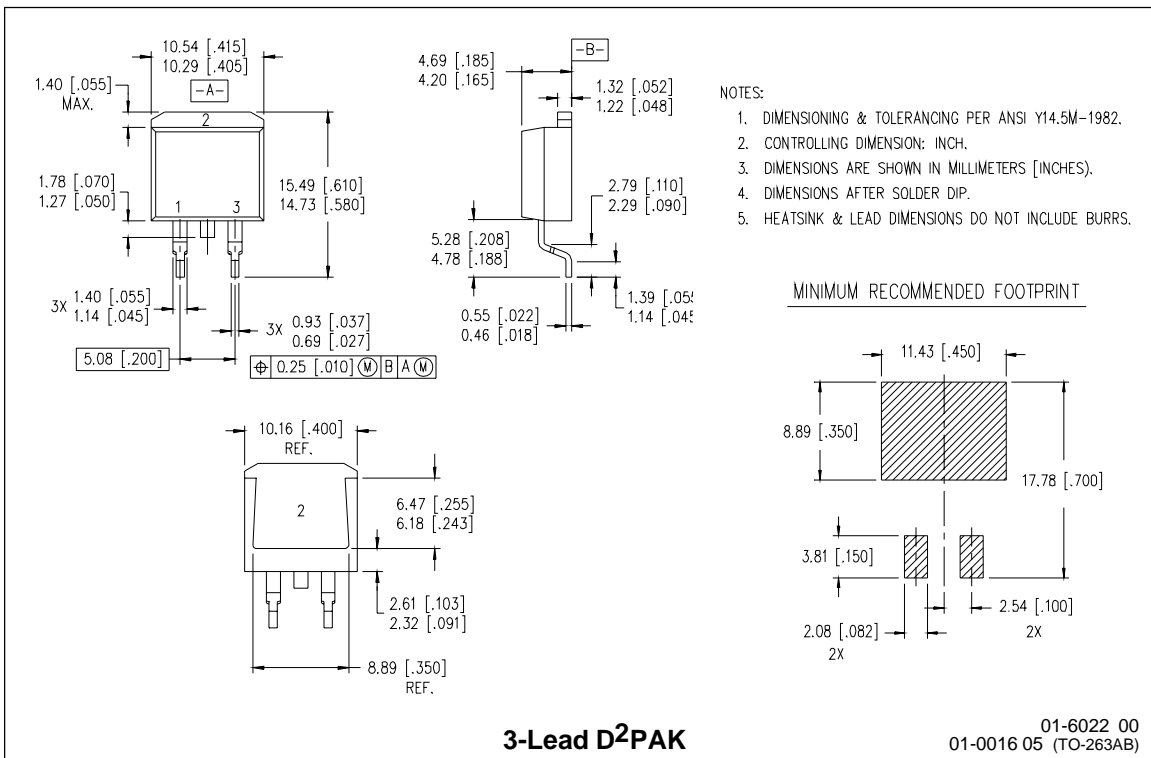 10.54 [.415]
10.29 [.405]
-A-
1.40 [.055]
MAX.
2
1.78 [.070]
1.27 [.050]
1
3
15.49 [.610]
14.73 [.580]
3X 1.40 [.055]
1.14 [.045]
3X 0.93 [.037]
0.69 [.027]
5.08 [.200]
⌖ 0.25 [.010] Ⓜ B A Ⓜ
-B-
4.69 [.185]
4.20 [.165]
1.32 [.052]
1.22 [.048]
2.79 [.110]
2.29 [.090]
5.28 [.208]
4.78 [.188]
0.55 [.022]
0.46 [.018]
1.39 [.055
1.14 [.045
10.16 [.400]
REF.
2
6.47 [.255]
6.18 [.243]
2.61 [.103]
2.32 [.091]
8.89 [.350]
REF.
NOTES:
1. DIMENSIONING & TOLERANCING PER ANSI Y14.5M-1982.
2. CONTROLLING DIMENSION: INCH.
3. DIMENSIONS ARE SHOWN IN MILLIMETERS [INCHES].
4. DIMENSIONS AFTER SOLDER DIP.
5. HEATSINK & LEAD DIMENSIONS DO NOT INCLUDE BURRS.
MINIMUM RECOMMENDED FOOTPRINT
11.43 [.450]
8.89 [.350]
17.78 [.700]
3.81 [.150]
2.08 [.082]
2X
2.54 [.100]
2X
3-Lead D²PAK
01-6022 00
01-0016 05 (TO-263AB)